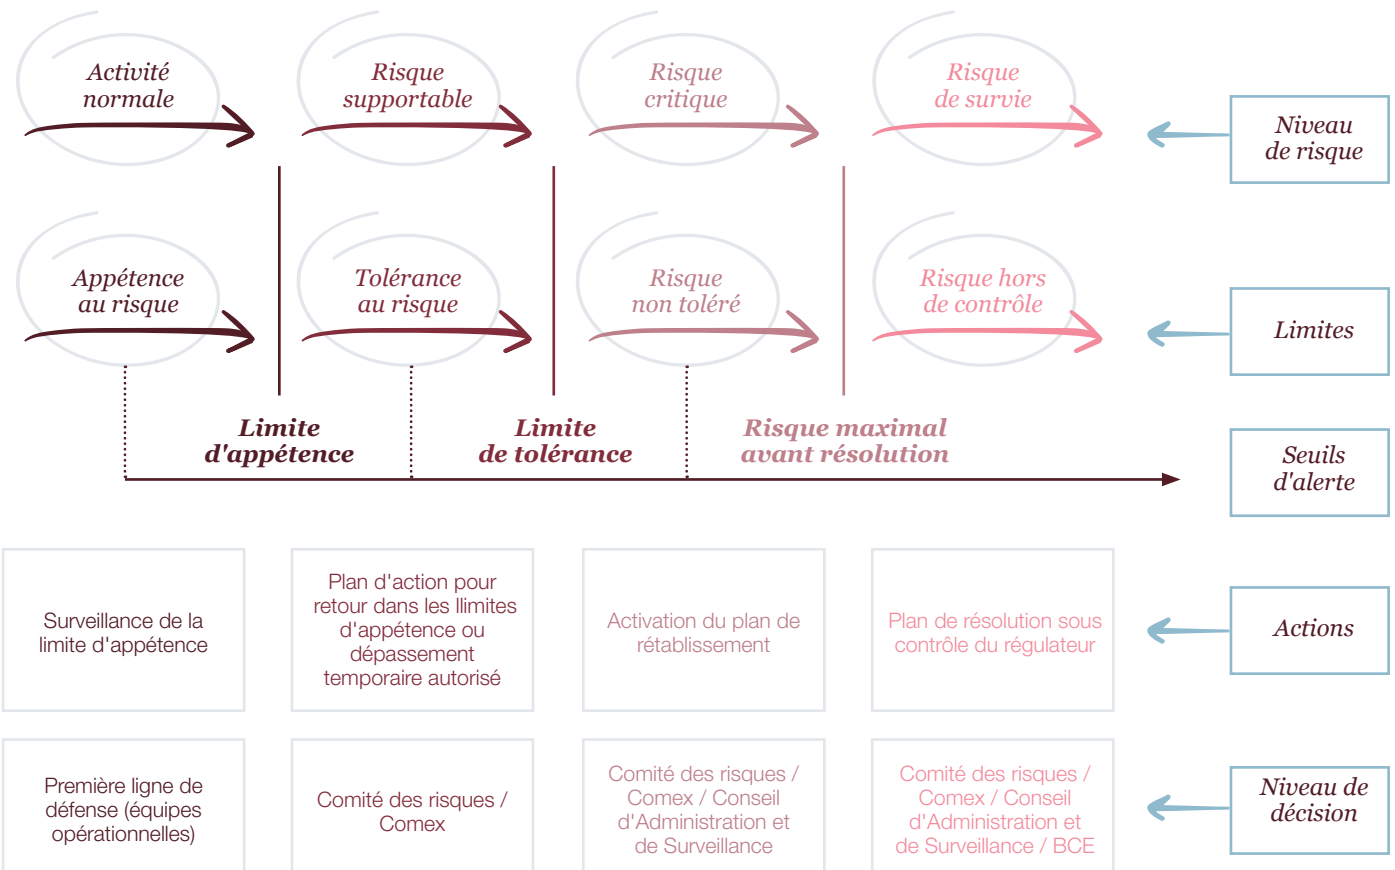 Activité
normale
Risque
supportable
Risque
critique
Risque
de survie
Niveau
de risque
Appétence
au risque
Tolérance
au risque
Risque
non toléré
Risque hors
de contrôle
Limites
Limite
d'appétence
Limite
de tolérance
Risque maximal
avant résolution
Seuils
d'alerte
Surveillance de la
limite d'appétence
Plan d'action pour
retour dans les llimites
d'appétence ou
dépassement
temporaire autorisé
Activation du plan de
rétablissement
Plan de résolution sous
contrôle du régulateur
Actions
Première ligne de
défense (équipes
opérationnelles)
Comité des risques /
Comex
Comité des risques /
Comex / Conseil
d'Administration et
de Surveillance
Comité des risques /
Comex / Conseil
d'Administration et
de Surveillance / BCE
Niveau de
décision